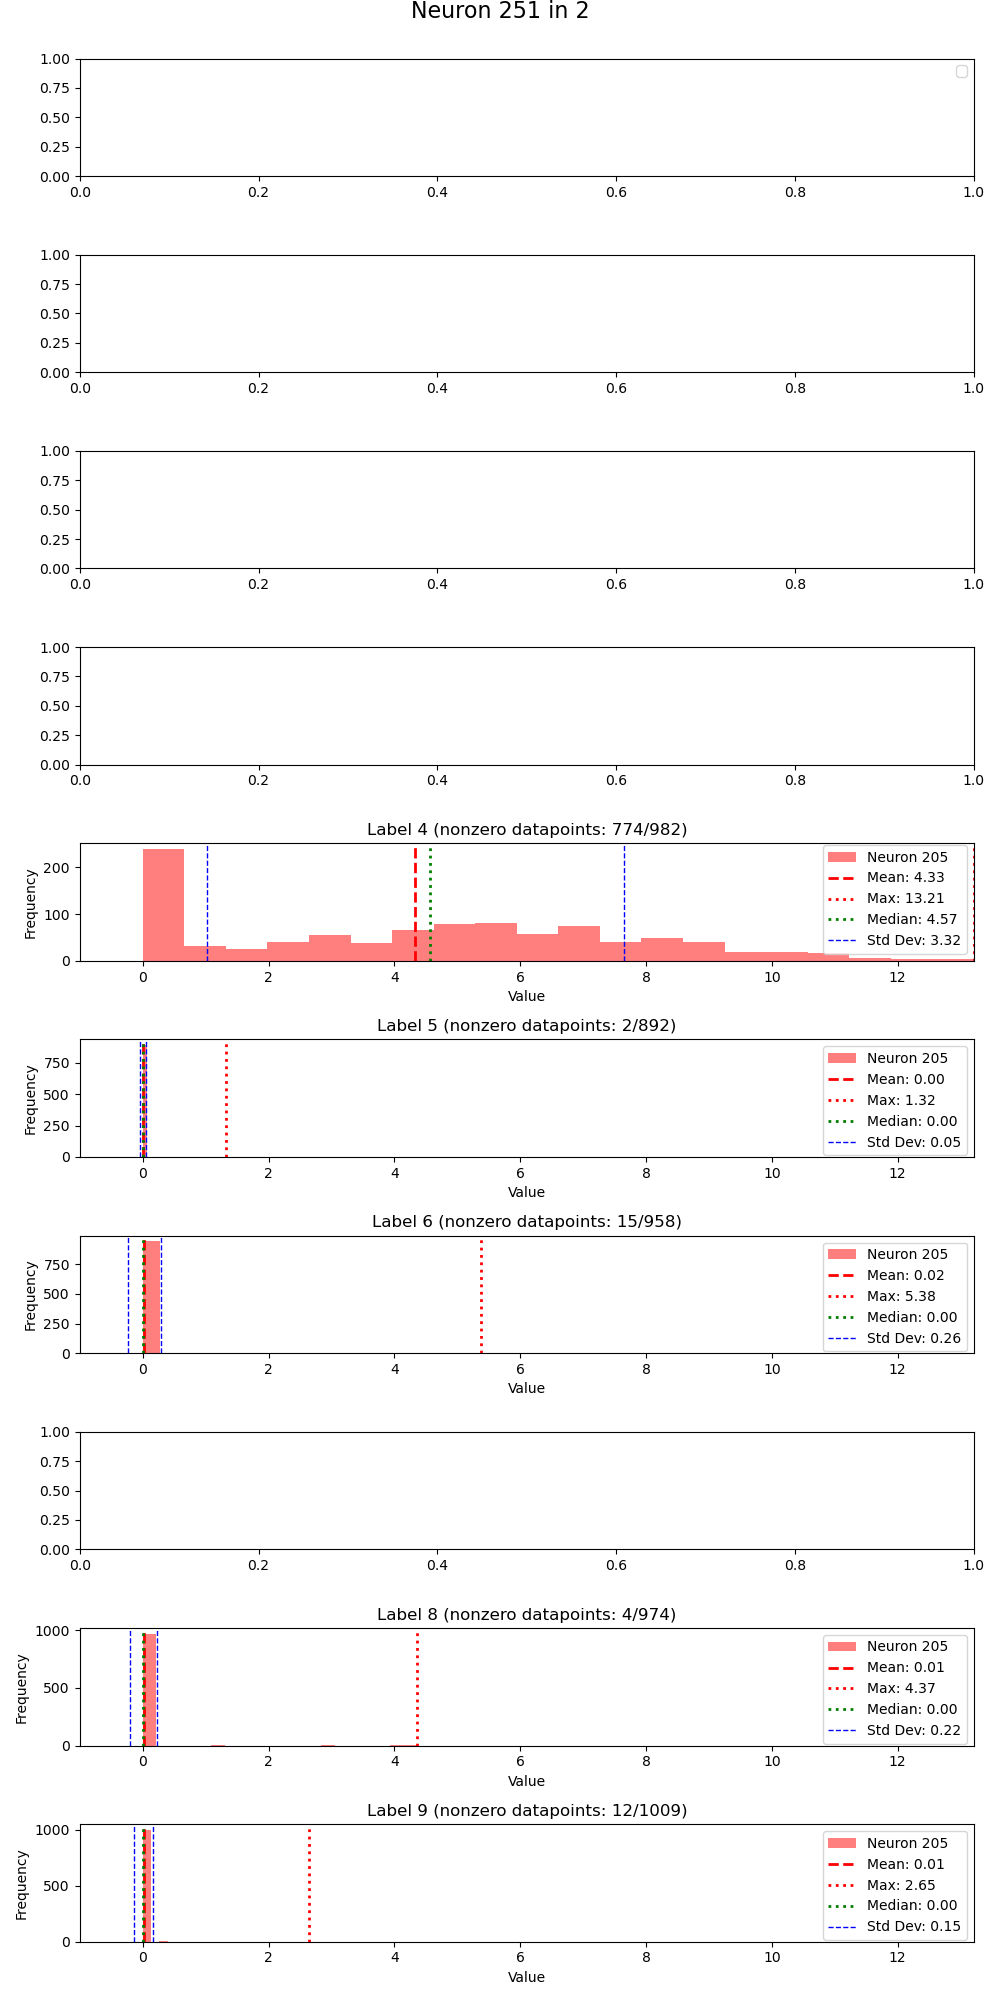 Neuron 251 in 2
1.00
0.75
0.50
0.25
0.00
0.0 0.2 0.4 0.6 0.8 1.0
1.00
0.75
0.50
0.25
0.00
0.0 0.2 0.4 0.6 0.8 1.0
1.00
0.75
0.50
0.25
0.00
0.0 0.2 0.4 0.6 0.8 1.0
1.00
0.75
0.50
0.25
0.00
0.0 0.2 0.4 0.6 0.8 1.0
Label 4 (nonzero datapoints: 774/982)
Frequency
200
100
0
Neuron 205
Mean: 4.33
Max: 13.21
Median: 4.57
Std Dev: 3.32
0 2 4 6 8 10 12
Value
Label 5 (nonzero datapoints: 2/892)
Frequency
750
500
250
0
Neuron 205
Mean: 0.00
Max: 1.32
Median: 0.00
Std Dev: 0.05
0 2 4 6 8 10 12
Value
Label 6 (nonzero datapoints: 15/958)
Frequency
750
500
250
0
Neuron 205
Mean: 0.02
Max: 5.38
Median: 0.00
Std Dev: 0.26
0 2 4 6 8 10 12
Value
1.00
0.75
0.50
0.25
0.00
0.0 0.2 0.4 0.6 0.8 1.0
Label 8 (nonzero datapoints: 4/974)
Frequency
1000
500
0
Neuron 205
Mean: 0.01
Max: 4.37
Median: 0.00
Std Dev: 0.22
0 2 4 6 8 10 12
Value
Label 9 (nonzero datapoints: 12/1009)
Frequency
1000
500
0
Neuron 205
Mean: 0.01
Max: 2.65
Median: 0.00
Std Dev: 0.15
0 2 4 6 8 10 12
Value